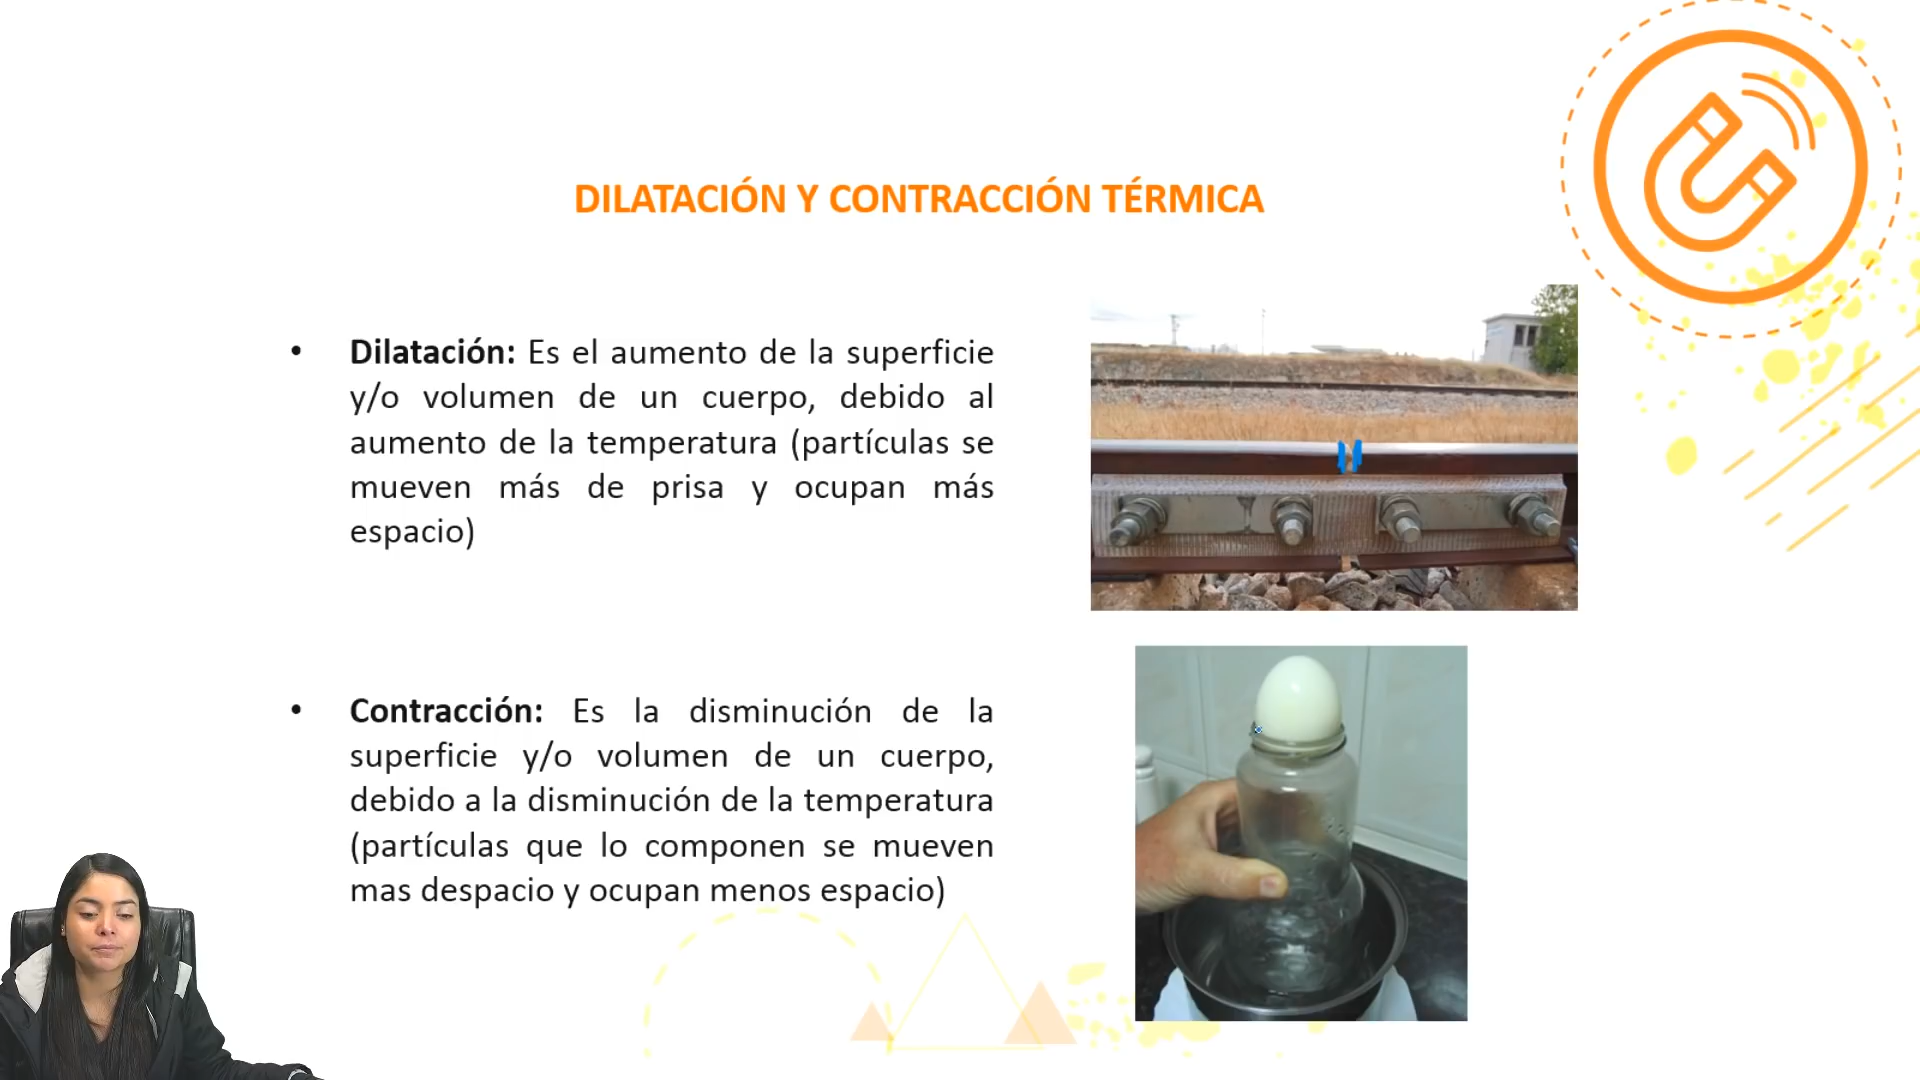 DILATACIÓN Y CONTRACCIÓN TÉRMICA
• Dilatación: Es el aumento de la superficie
y/o volumen de un cuerpo, debido al
aumento de la temperatura (partículas se
mueven más de prisa y ocupan más
espacio)
• Contracción: Es la disminución de la
superficie y/o volumen de un cuerpo,
debido a la disminución de la temperatura
(partículas que lo componen se mueven
mas despacio y ocupan menos espacio)